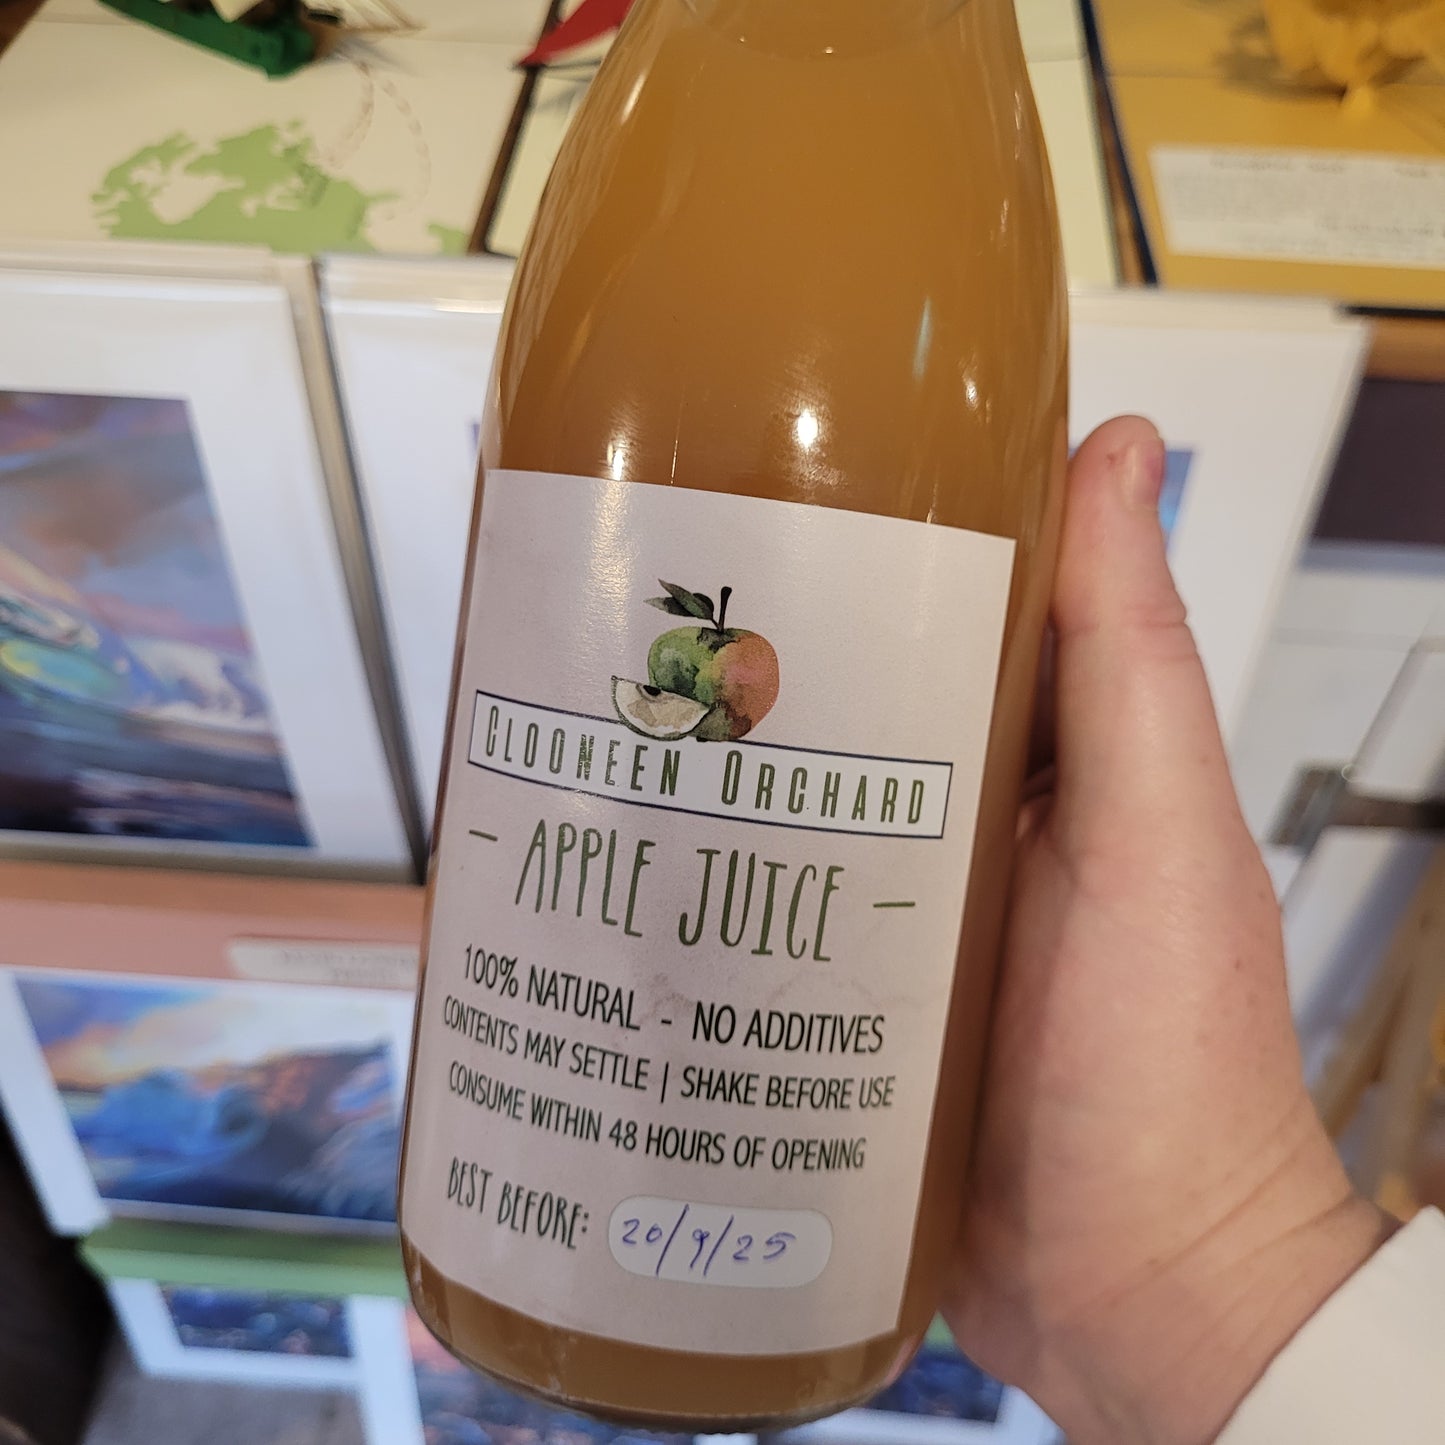 CLOONEEN ORCHARD
- APPLE JUICE -
100% NATURAL - NO ADDITIVES
CONTENTS MAY SETTLE | SHAKE BEFORE USE
CONSUME WITHIN 48 HOURS OF OPENING
BEST BEFORE: 20/9/25